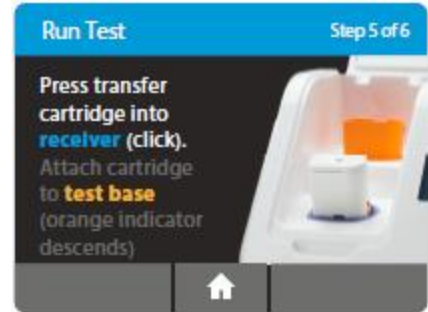 Run Test
Step 5 of 6
Press transfer
cartridge into
receiver (click).
Attach cartridge
to test base
(orange indicator
descends)